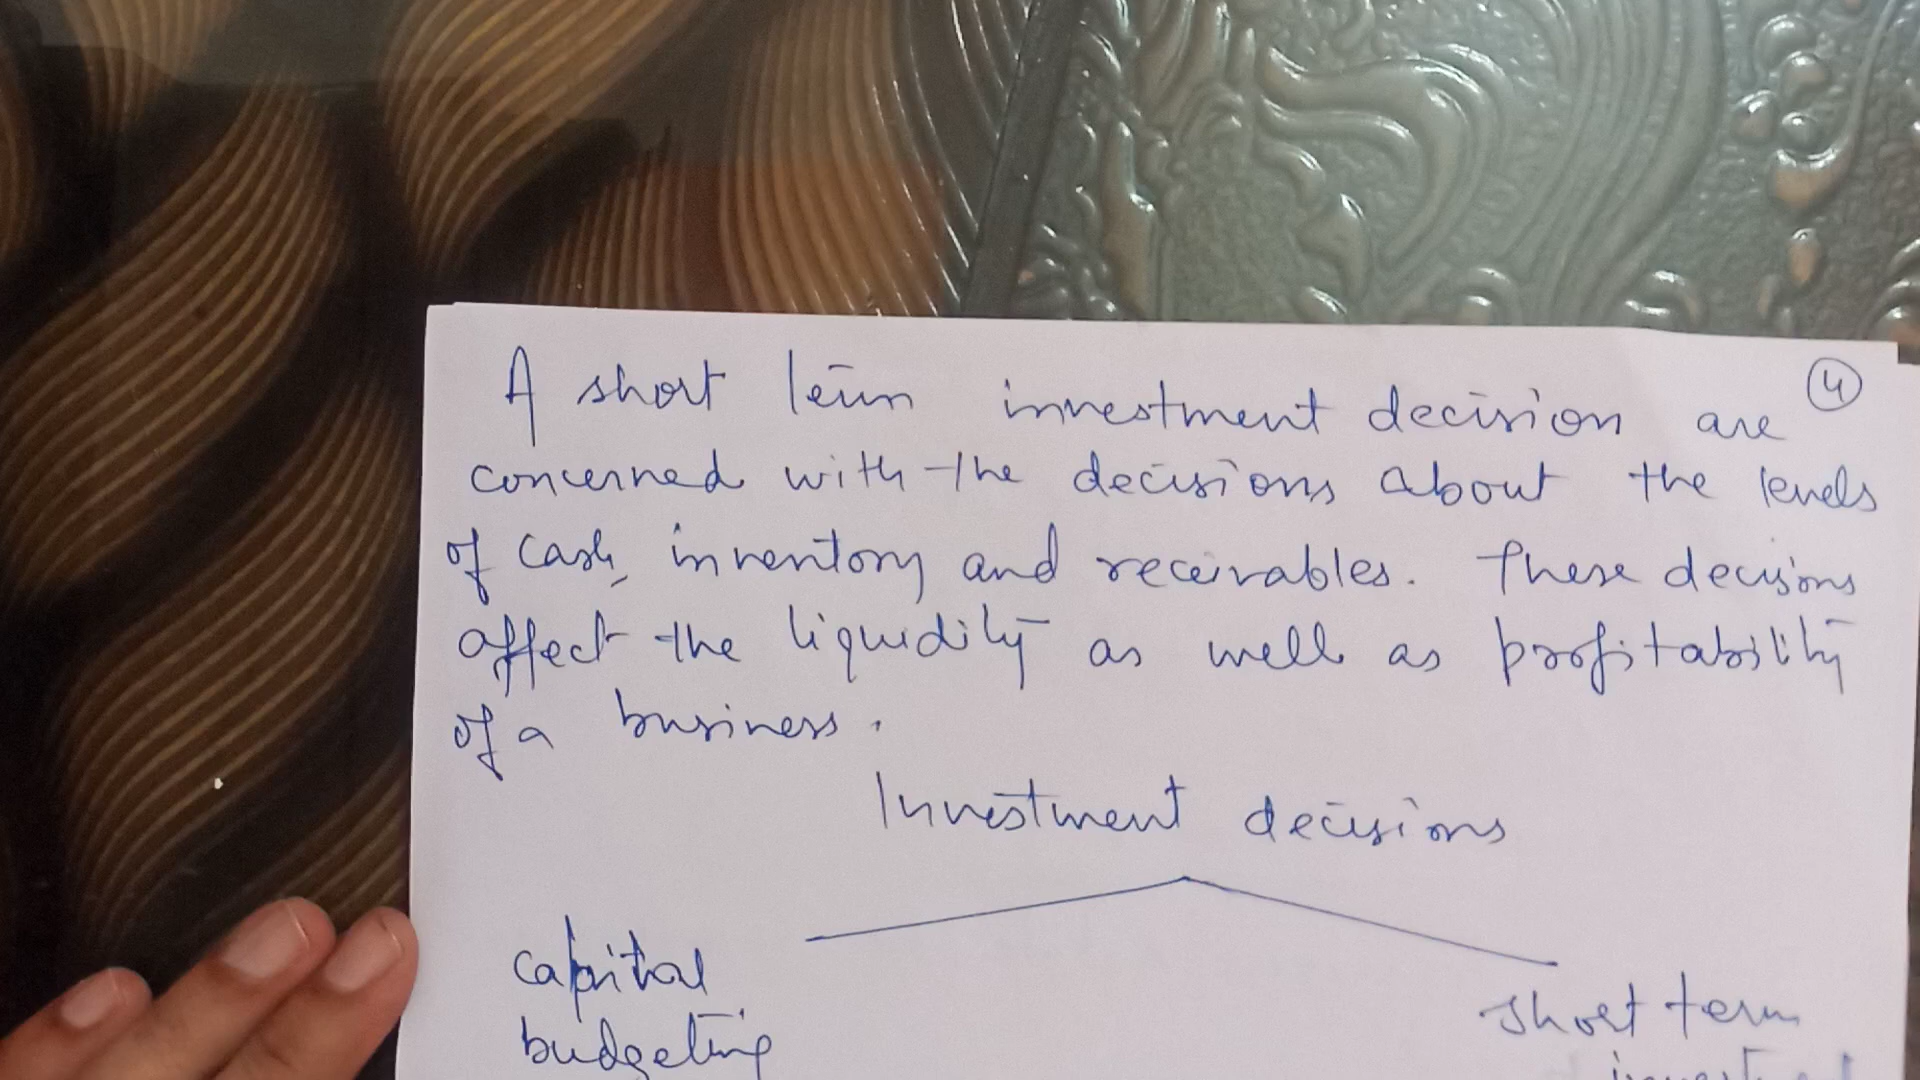 4
A short term investment decision are
concerned with the decisions about the levels
of cash, inventory and receivables. These decisions
affect the liquidity as well as profitability
of a business.
Investment decisions
capital
budgeting
short term